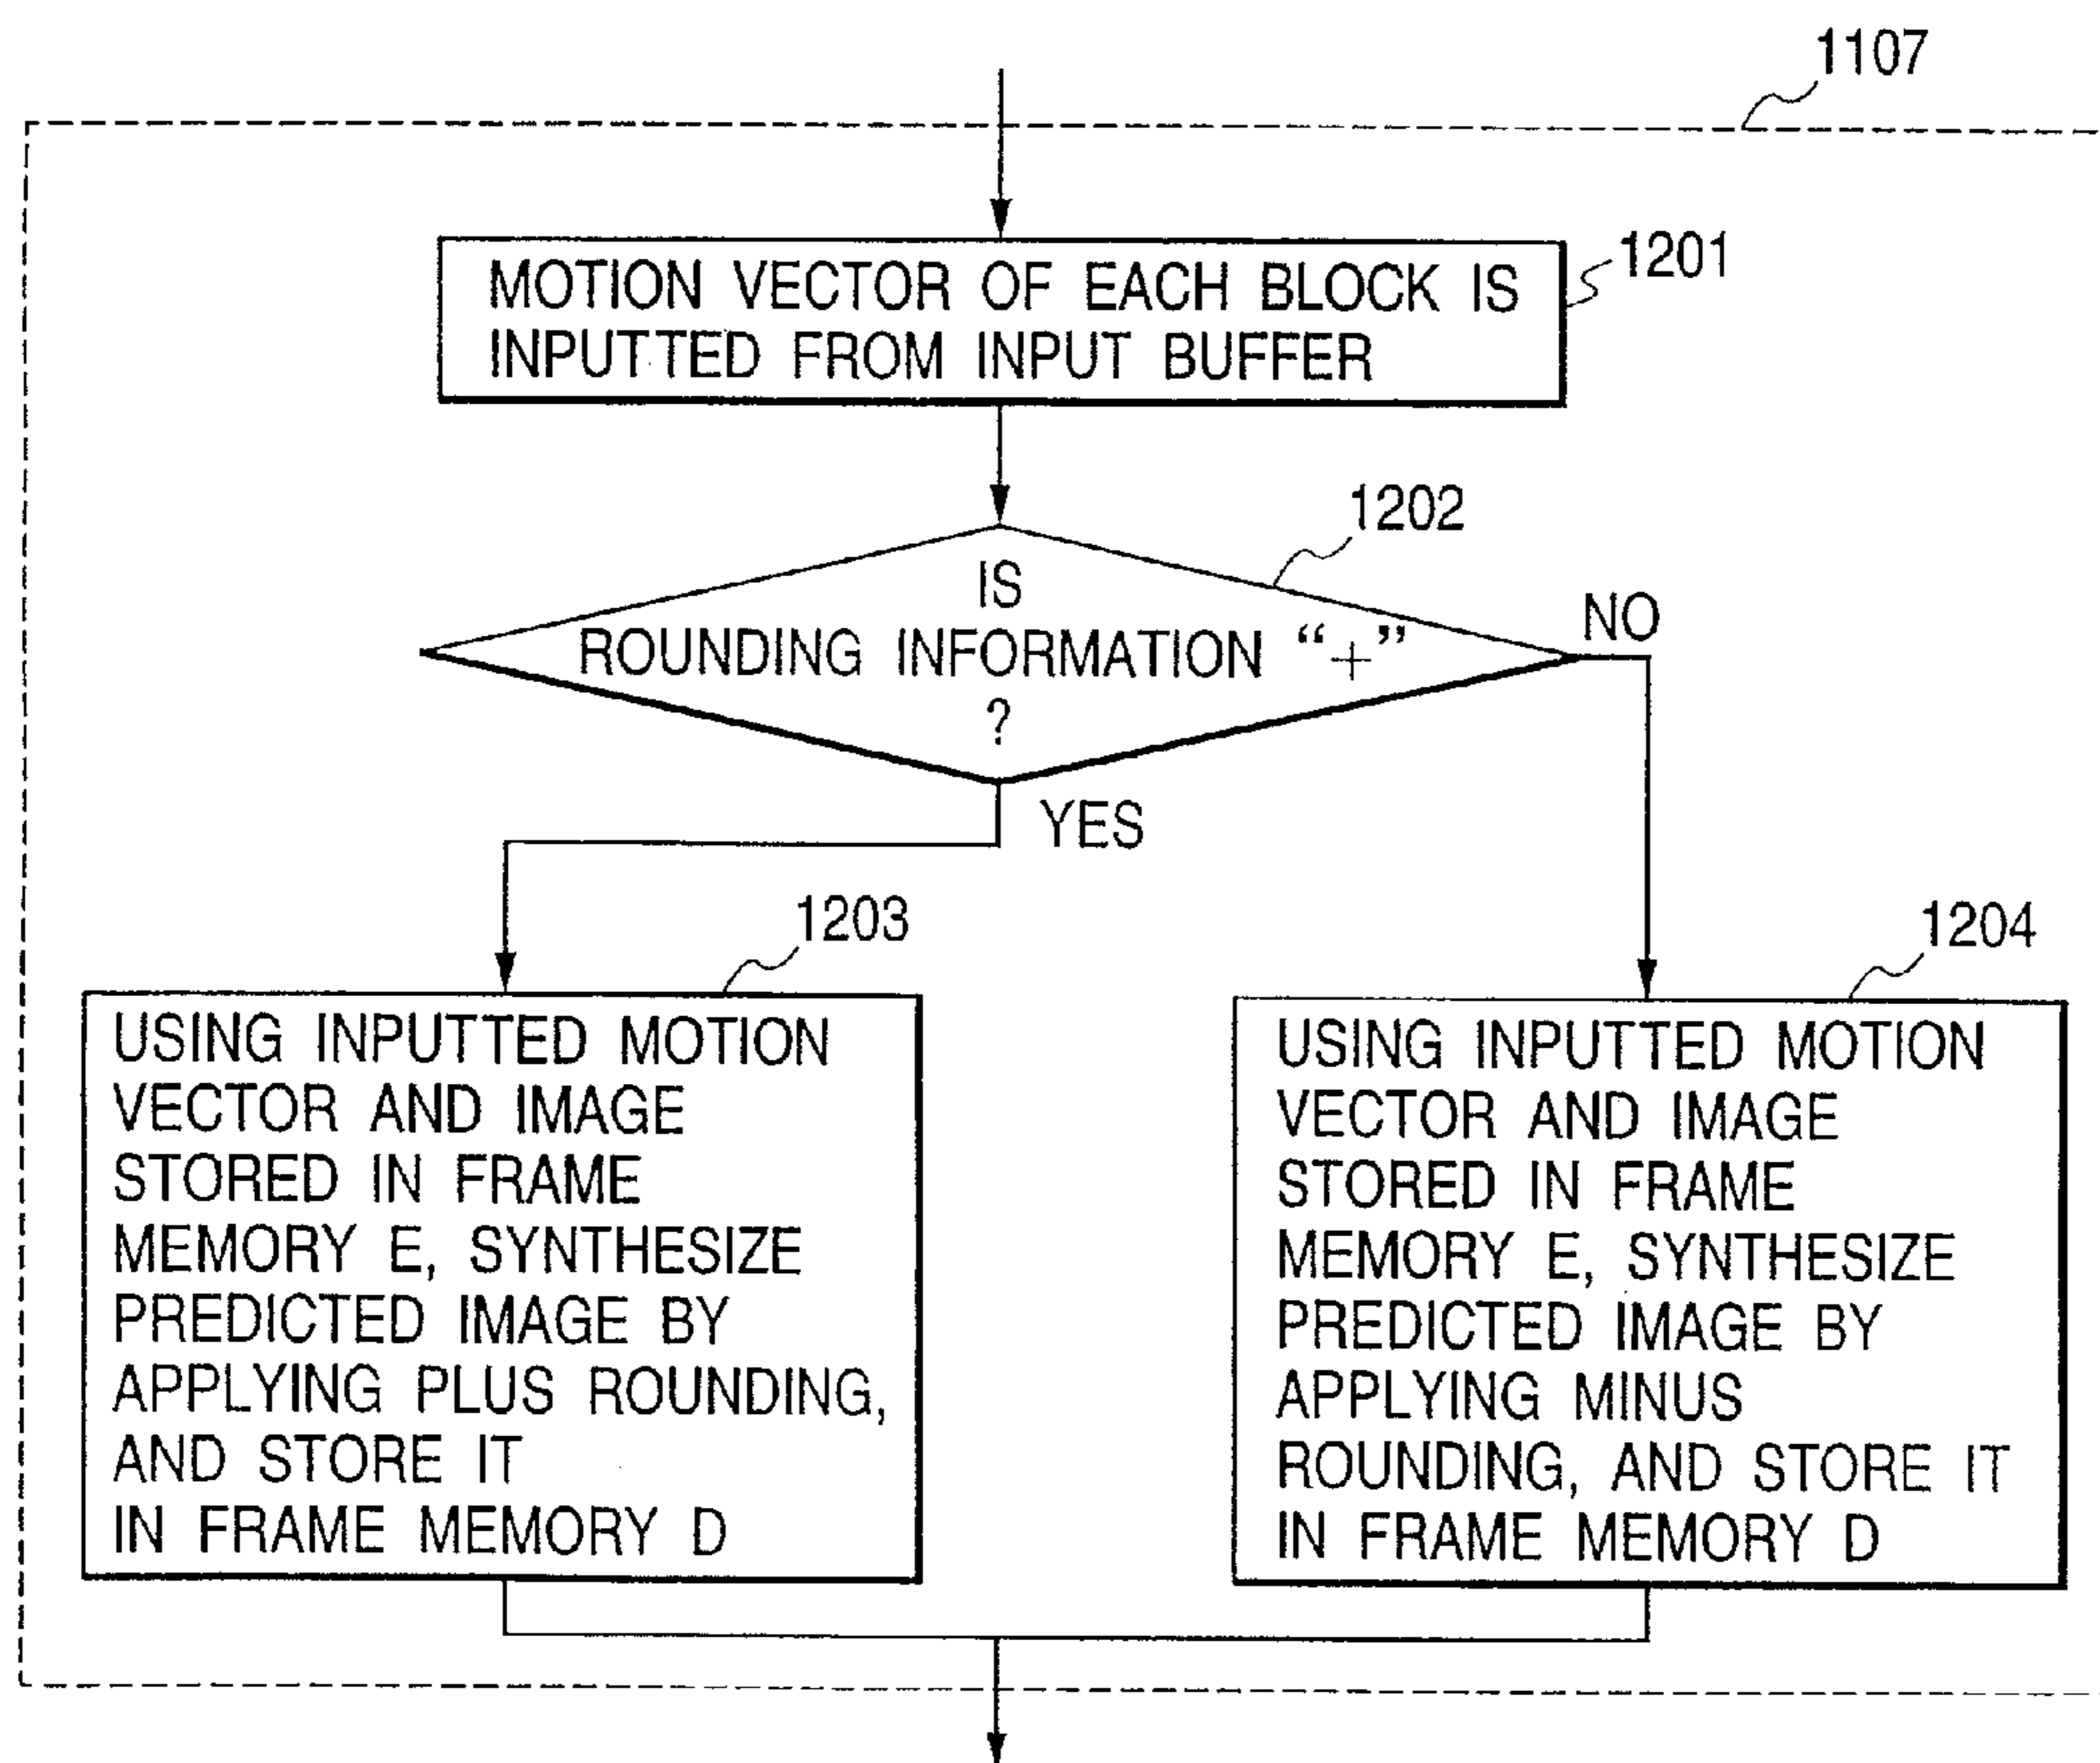 1107
MOTION VECTOR OF EACH BLOCK IS
INPUTTED FROM INPUT BUFFER
1201
1202
IS
ROUNDING INFORMATION “+”
?
NO
YES
1203
USING INPUTTED MOTION
VECTOR AND IMAGE
STORED IN FRAME
MEMORY E, SYNTHESIZE
PREDICTED IMAGE BY
APPLYING PLUS ROUNDING,
AND STORE IT
IN FRAME MEMORY D
1204
USING INPUTTED MOTION
VECTOR AND IMAGE
STORED IN FRAME
MEMORY E, SYNTHESIZE
PREDICTED IMAGE BY
APPLYING MINUS
ROUNDING, AND STORE IT
IN FRAME MEMORY D